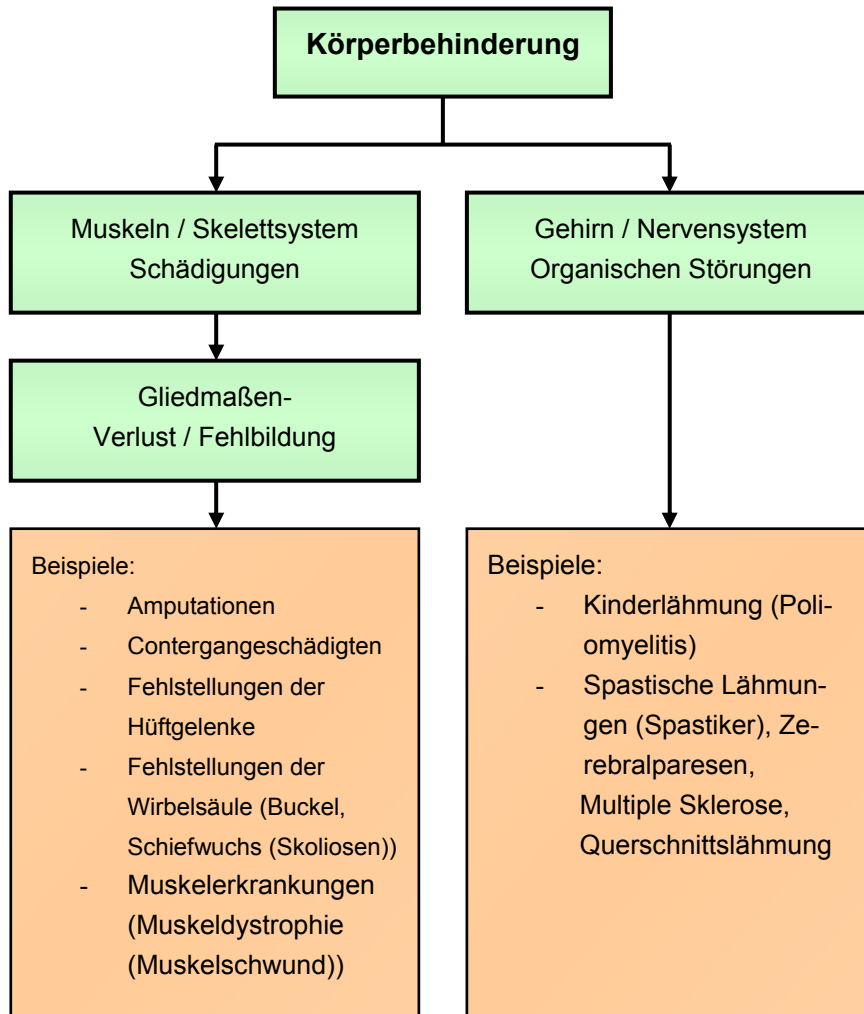 Körperbehinderung
Muskeln / Skelettsystem
Schädigungen
Gehirn / Nervensystem
Organischen Störungen
Gliedmaßen-
Verlust / Fehlbildung
Beispiele:
- Amputationen
- Contergangeschädigten
- Fehlstellungen der
Hüftgelenke
- Fehlstellungen der
Wirbelsäule (Buckel,
Schiefwuchs (Skoliosen))
- Muskelerkrankungen
(Muskeldystrophie
(Muskelschwund))
Beispiele:
- Kinderlähmung (Poli-
omyelitis)
- Spastische Lähmun-
gen (Spastiker), Ze-
rebralparesen,
Multiple Sklerose,
Querschnittslähmung